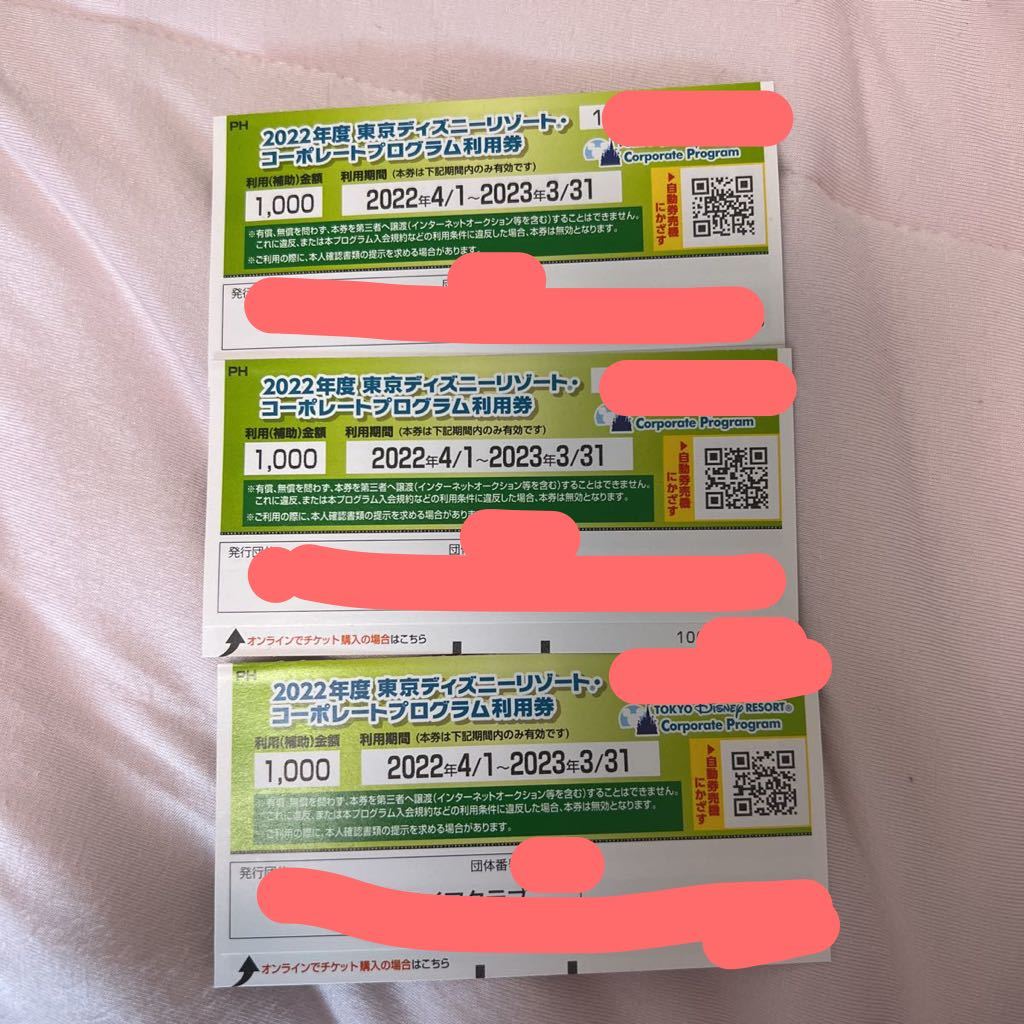 PH
2022年度 東京ディズニーリゾート・
コーポレートプログラム利用券
1
Corporate Program
利用(補助)金額
利用期間 (本券は下記期間内のみ有効です)
1,000
2022年4/1～2023年3/31
▶自動券売機
にかざす
※有償、無償を問わず、本券を第三者へ譲渡(インターネットオークション等を含む)することはできません。
これに違反、または本プログラム入会規約などの利用条件に違反した場合、本券は無効となります。
※ご利用の際に、本人確認書類の提示を求める場合があります。
発行
PH
2022年度 東京ディズニーリゾート・
コーポレートプログラム利用券
Corporate Program
利用(補助)金額
利用期間 (本券は下記期間内のみ有効です)
1,000
2022年4/1～2023年3/31
▶自動券売機
にかざす
※有償、無償を問わず、本券を第三者へ譲渡(インターネットオークション等を含む)することはできません。
これに違反、または本プログラム入会規約などの利用条件に違反した場合、本券は無効となります。
※ご利用の際に、本人確認書類の提示を求める場合があります
発行団
団
オンラインでチケット購入の場合はこちら
10
PH
2022年度 東京ディズニーリゾート・
コーポレートプログラム利用券
TOKYO DISNEY RESORT®
Corporate Program
利用(補助)金額
利用期間 (本券は下記期間内のみ有効です)
1,000
2022年4/1～2023年3/31
▶自動券売機
にかざす
※有償、無償を問わず、本券を第三者へ譲渡(インターネットオークション等を含む)することはできません。
これに違反、または本プログラム入会規約などの利用条件に違反した場合、本券は無効となります。
※ご利用の際に、本人確認書類の提示を求める場合があります。
発行団
団体番
オンラインでチケット購入の場合はこちら